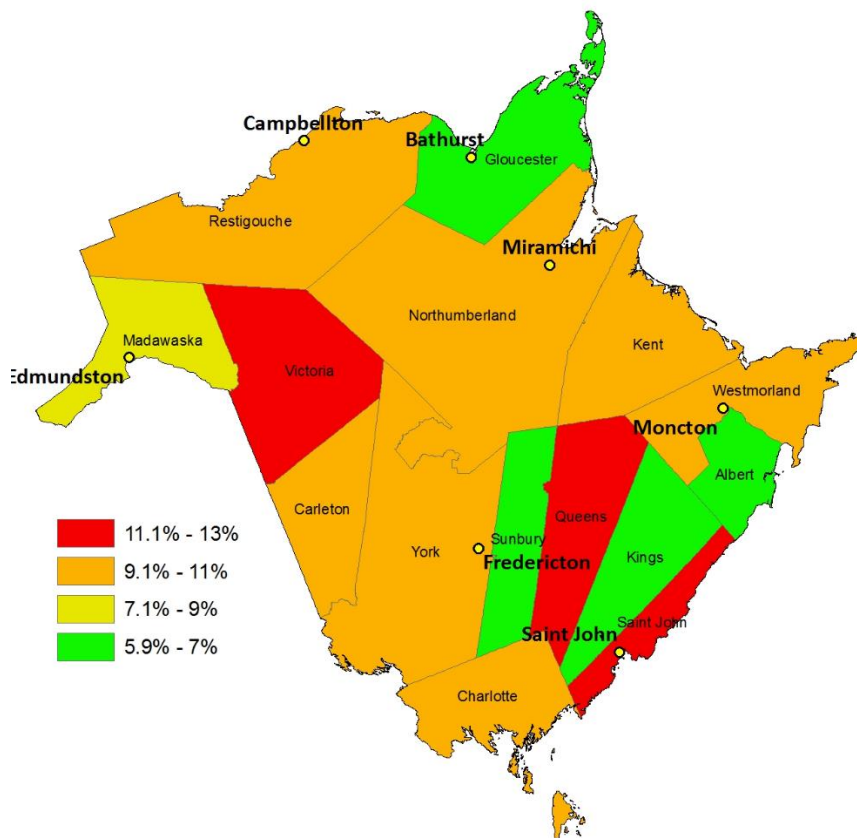 Campbellton
Bathurst
Gloucester
Restigouche
Miramichi
Northumberland
Madawaska
Kent
Edmundston
Victoria
Westmorland
Moncton
Albert
Carleton
Queens
11.1% - 13%
9.1% - 11%
7.1% - 9%
5.9% - 7%
York
Sunbury
Fredericton
Kings
Saint John
Saint John
Charlotte